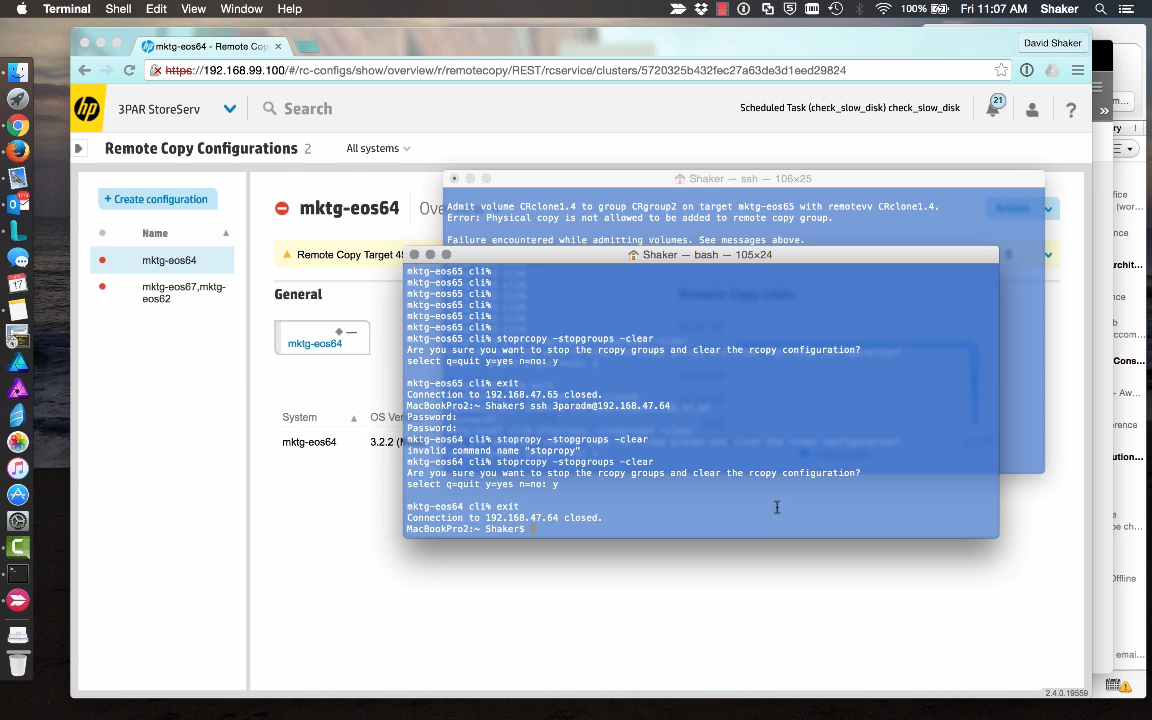 Terminal Shell Edit View Window Help
100% Fri 11:07 AM Shaker
mktg-eos64 - Remote Cop
David Shaker
https://192.168.99.100/#/rc-configs/show/overview/r/remotecopy/REST/rcservice/clusters/5720325b432fec27a63de3d1eed29824
hp 3PAR StoreServ Search Scheduled Task (check_slow_disk) check_slow_disk 21 ?
Remote Copy Configurations 2 All systems
+ Create configuration
Name
mktg-eos64
mktg-eos67,mktg-
eos62
mktg-eos64
Remote Copy Target
General
mktg-eos64
System OS Ver
mktg-eos64 3.2.2
Shaker — ssh — 106x25
Admit volume CRclone1.4 to group CRgroup2 on target mktg-eos65 with remotevv CRclone1.4.
Error: Physical copy is not allowed to be added to remote copy group.
Failure encountered while admitting volumes. See messages above.
Actions
Shaker — bash — 105x24
mktg-eos65 cli%
mktg-eos65 cli%
mktg-eos65 cli%
mktg-eos65 cli%
mktg-eos65 cli%
mktg-eos65 cli%
mktg-eos65 cli% stoprcopy -stopgroups -clear
Are you sure you want to stop the rcopy groups and clear the rcopy configuration?
select q=quit y=yes n=no: y
mktg-eos65 cli% exit
Connection to 192.168.47.65 closed.
MacBookPro2:~ Shaker$ ssh 3paradm@192.168.47.64
Password:
Password:
mktg-eos64 cli% stopropy -stopgroups -clear
invalid command name "stopropy"
mktg-eos64 cli% stoprcopy -stopgroups -clear
Are you sure you want to stop the rcopy groups and clear the rcopy configuration?
select q=quit y=yes n=no: y
mktg-eos64 cli% exit
Connection to 192.168.47.64 closed.
MacBookPro2:~ Shaker$
2.4.0.19559